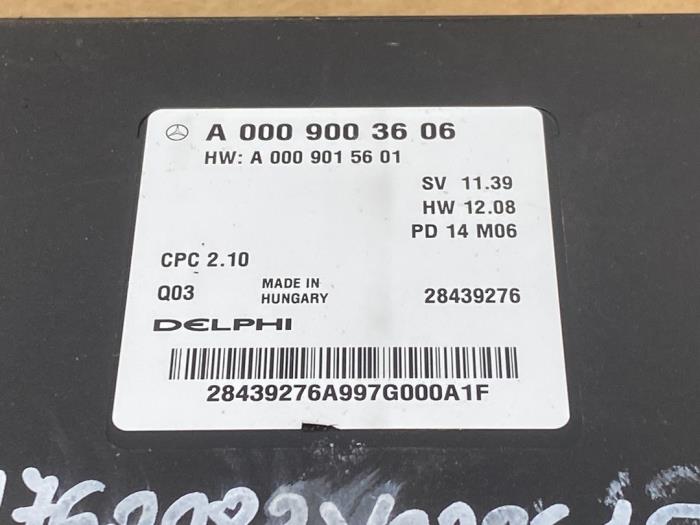 A 000 900 36 06
HW: A 000 901 56 01
SV 11.39
HW 12.08
PD 14 M06
CPC 2.10
Q03
MADE IN
HUNGARY
28439276
DELPHI
28439276A997G000A1F